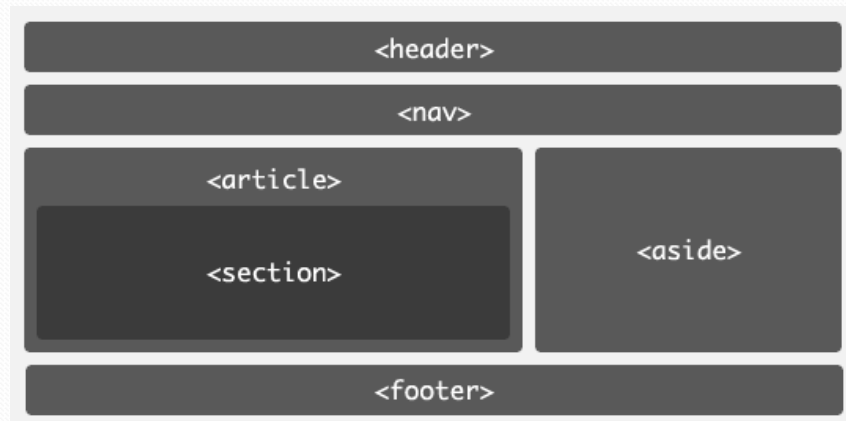 <header>
<nav>
<article>
<section>
<aside>
<footer>